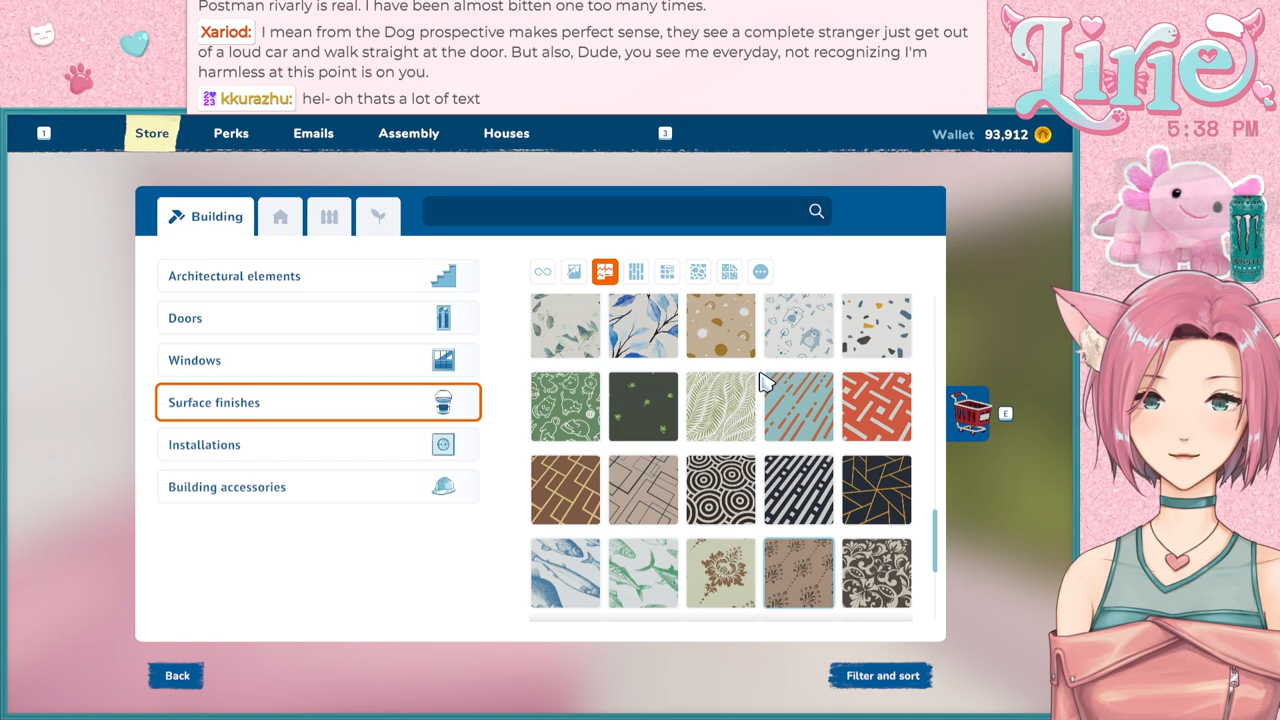 Postman rivarly is real. I have been almost bitten one too many times.
Xariod: I mean from the Dog prospective makes perfect sense, they see a complete stranger just get out
of a loud car and walk straight at the door. But also, Dude, you see me everyday, not recognizing I'm
harmless at this point is on you.
kkurazhu: hel- oh thats a lot of text
Lirie
5:38 PM
1 Store Perks Emails Assembly Houses 3 Wallet 93,912
Building
Architectural elements
Doors
Windows
Surface finishes
Installations
Building accessories
E
Back
Filter and sort